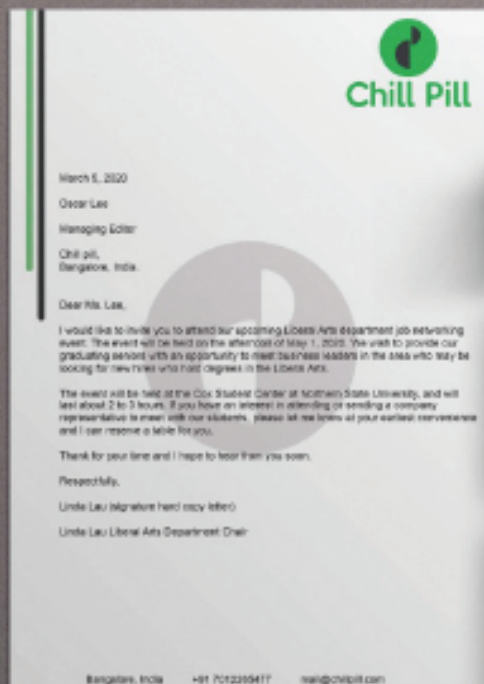 Chill Pill
March 5, 2020
Oscar Lee
Managing Editor
Chill pill,
Bangalore, India.
Dear Ms. Lee,
I would like to invite you to attend our upcoming Liberal Arts department job networking
event. The event will be held on the afternoon of May 1, 2020. We wish to provide our
graduating seniors with an opportunity to meet business leaders in the area who may be
looking for new hires who hold degrees in the Liberal Arts.
The event will be held at the Cox Student Center at Northern State University, and will
last about 2 to 3 hours. If you have an interest in attending or sending a company
representative to meet with our students, please let me know at your earliest convenience
and I can reserve a table for you.
Thank for your time and I hope to hear from you soon.
Respectfully,
Linda Lau (signature hard copy letter)
Linda Lau Liberal Arts Department Chair
Bangalore, India +91 7012265477 mail@chillpill.com